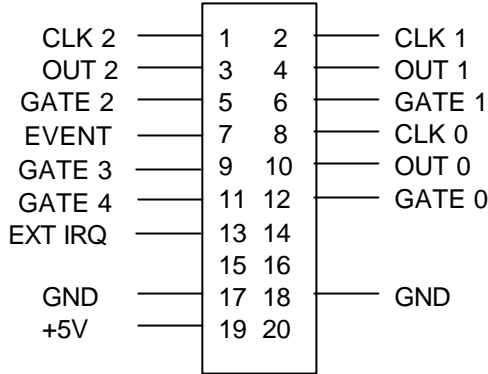 CLK 2 1 2 CLK 1
OUT 2 3 4 OUT 1
GATE 2 5 6 GATE 1
EVENT 7 8 CLK 0
GATE 3 9 10 OUT 0
GATE 4 11 12 GATE 0
EXT IRQ 13 14
15 16
GND 17 18 GND
+5V 19 20